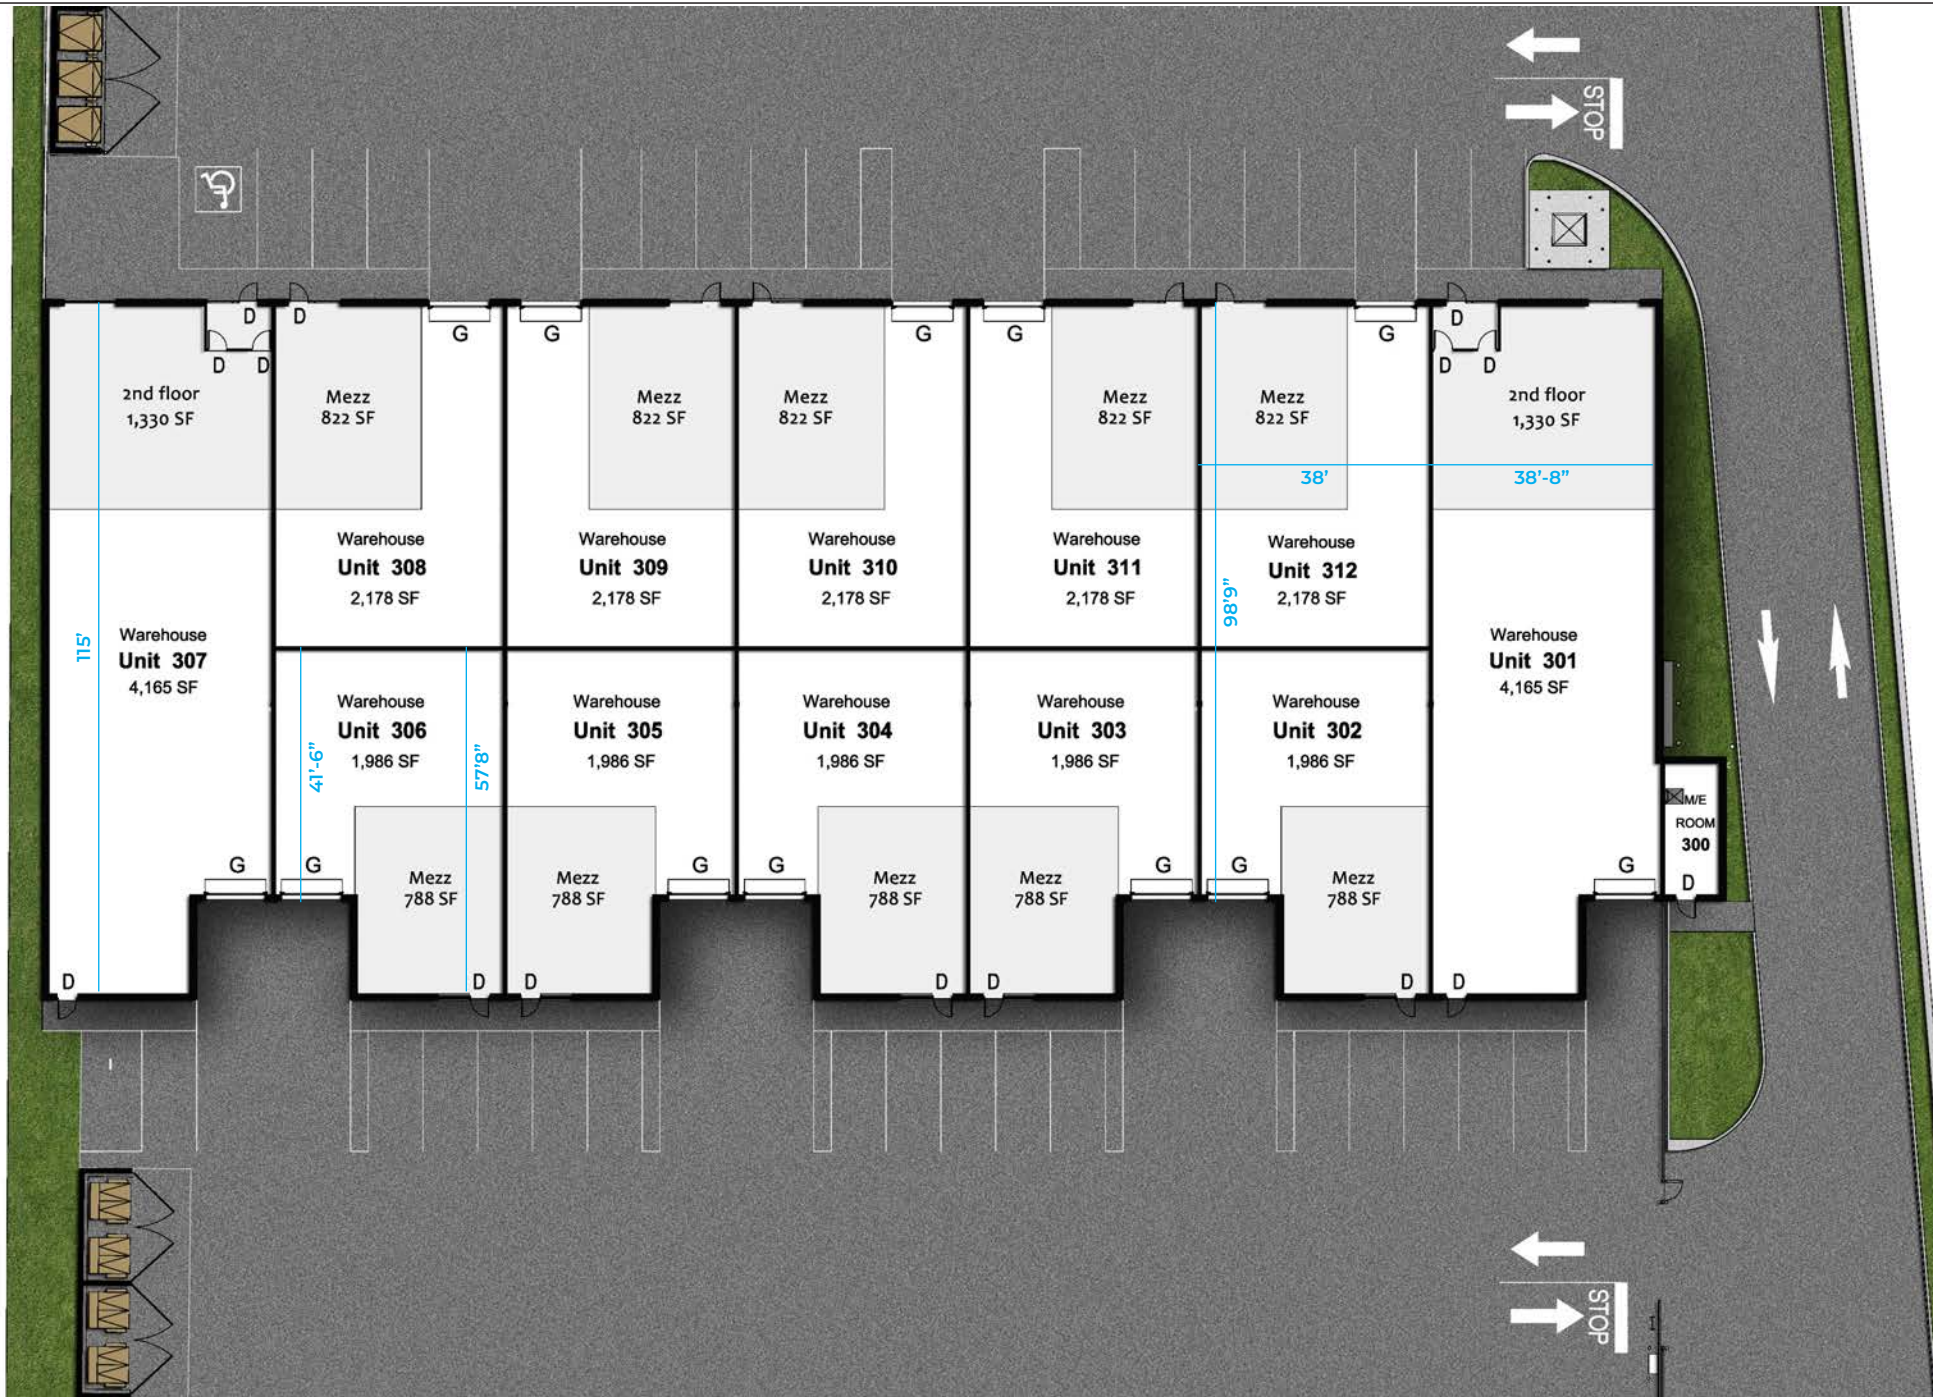 STOP
D
D
G
G
G
G
G
D
D
D
D
D
D
2nd floor
1,330 SF
Mezz
822 SF
Mezz
822 SF
Mezz
822 SF
Mezz
822 SF
Mezz
822 SF
2nd floor
1,330 SF
38'
38'-8"
Warehouse
Unit 308
2,178 SF
Warehouse
Unit 309
2,178 SF
Warehouse
Unit 310
2,178 SF
Warehouse
Unit 311
2,178 SF
Warehouse
Unit 312
2,178 SF
98'9"
115'
Warehouse
Unit 307
4,165 SF
Warehouse
Unit 301
4,165 SF
Warehouse
Unit 306
1,986 SF
Warehouse
Unit 305
1,986 SF
Warehouse
Unit 304
1,986 SF
Warehouse
Unit 303
1,986 SF
Warehouse
Unit 302
1,986 SF
41'-6"
57'8"
M/E
ROOM
300
D
G
G
G
G
G
G
G
Mezz
788 SF
Mezz
788 SF
Mezz
788 SF
Mezz
788 SF
Mezz
788 SF
D
D
D
D
D
D
D
STOP